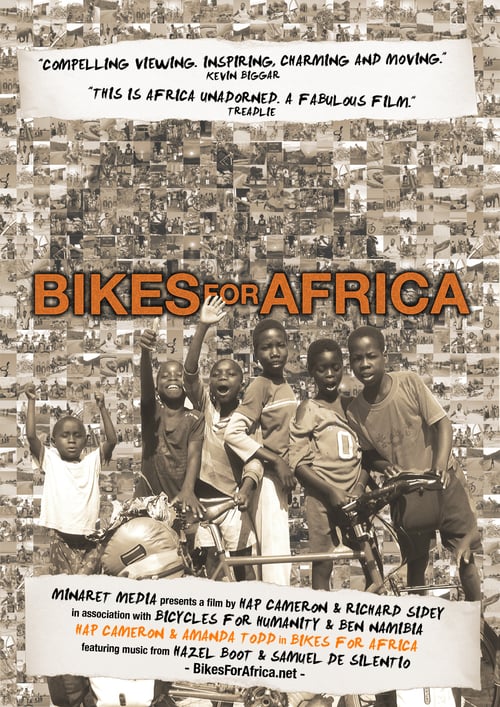 "COMPELLING VIEWING. INSPIRING, CHARMING AND MOVING."
KEVIN BIGGAR
"THIS IS AFRICA UNADORNED. A FABULOUS FILM."
TREADLIE
BIKES FOR AFRICA
MINARET MEDIA presents a film by HAP CAMERON & RICHARD SIDEY
in association with BICYCLES FOR HUMANITY & BEN NAMIBIA
HAP CAMERON & AMANDA TODD in BIKES FOR AFRICA
featuring music from HAZEL BOOT & SAMUEL DE SILENTIO
- BikesForAfrica.net -